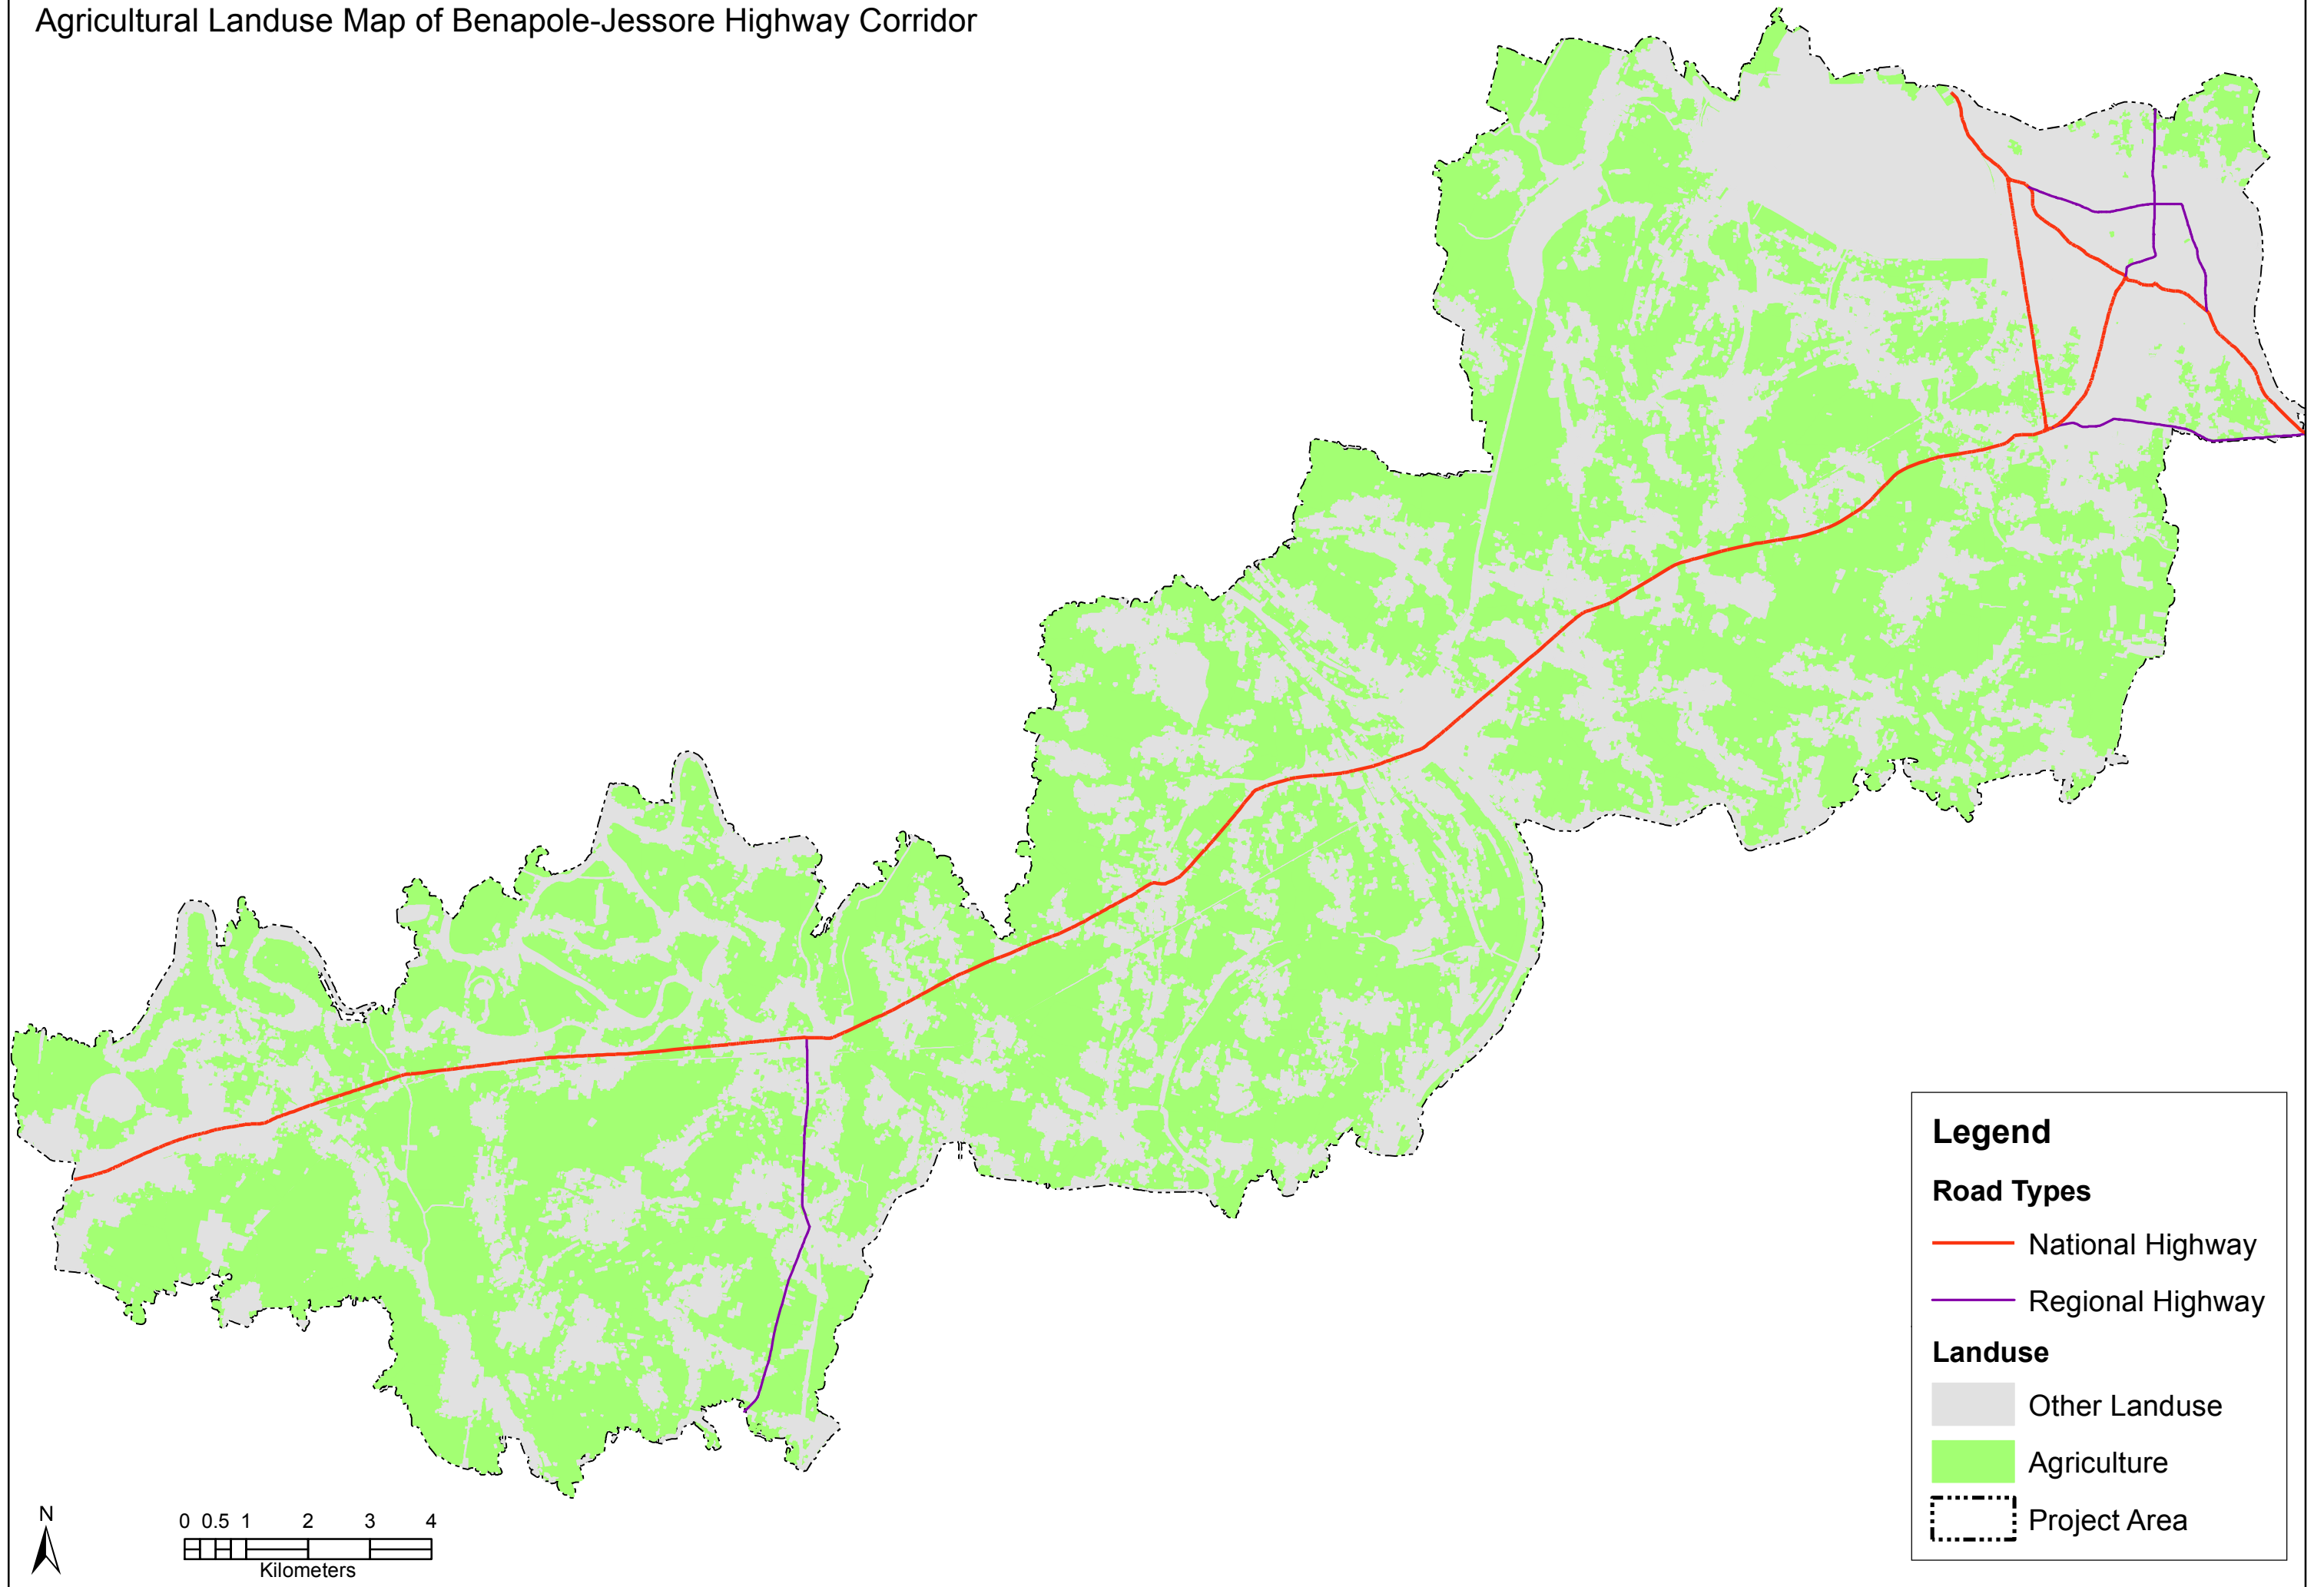 Agricultural Landuse Map of Benapole-Jessore Highway Corridor
Legend
Road Types
National Highway
Regional Highway
Landuse
Other Landuse
Agriculture
Project Area
N
0 0.5 1 2 3 4
Kilometers